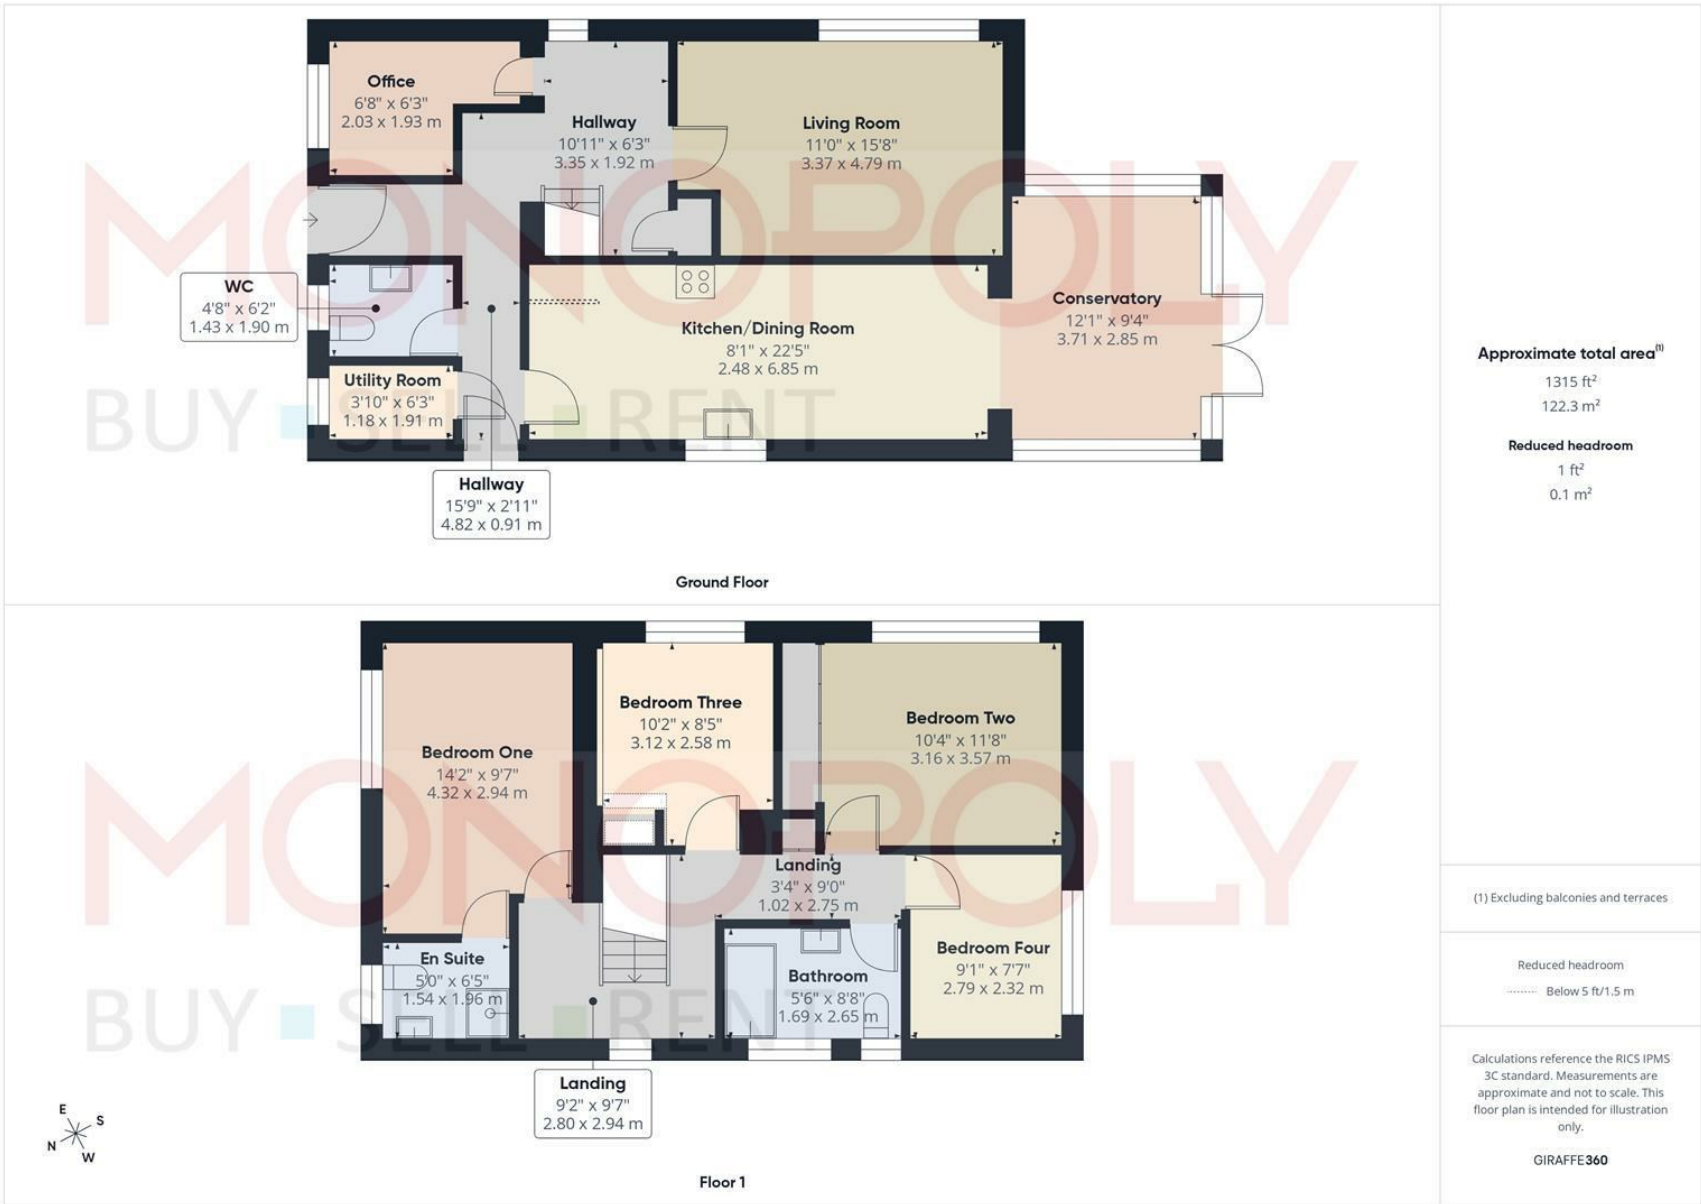 Office
6'8" x 6'3"
2.03 x 1.93 m
Hallway
10'11" x 6'3"
3.35 x 1.92 m
Living Room
11'0" x 15'8"
3.37 x 4.79 m
WC
4'8" x 6'2"
1.43 x 1.90 m
Kitchen/Dining Room
8'1" x 22'5"
2.48 x 6.85 m
Conservatory
12'1" x 9'4"
3.71 x 2.85 m
Utility Room
3'10" x 6'3"
1.18 x 1.91 m
Hallway
15'9" x 2'11"
4.82 x 0.91 m
MONOPOLY
BUY SELL RENT
Ground Floor
Bedroom One
14'2" x 9'7"
4.32 x 2.94 m
Bedroom Three
10'2" x 8'5"
3.12 x 2.58 m
Bedroom Two
10'4" x 11'8"
3.16 x 3.57 m
Landing
3'4" x 9'0"
1.02 x 2.75 m
En Suite
5'0" x 6'5"
1.54 x 1.96 m
Bathroom
5'6" x 8'8"
1.69 x 2.65 m
Bedroom Four
9'1" x 7'7"
2.79 x 2.32 m
Landing
9'2" x 9'7"
2.80 x 2.94 m
MONOPOLY
BUY SELL RENT
E
S
N
W
Floor 1
Approximate total area(1)
1315 ft²
122.3 m²
Reduced headroom
1 ft²
0.1 m²
(1) Excluding balconies and terraces
Reduced headroom
Below 5 ft/1.5 m
Calculations reference the RICS IPMS
3C standard. Measurements are
approximate and not to scale. This
floor plan is intended for illustration
only.
GIRAFFE360